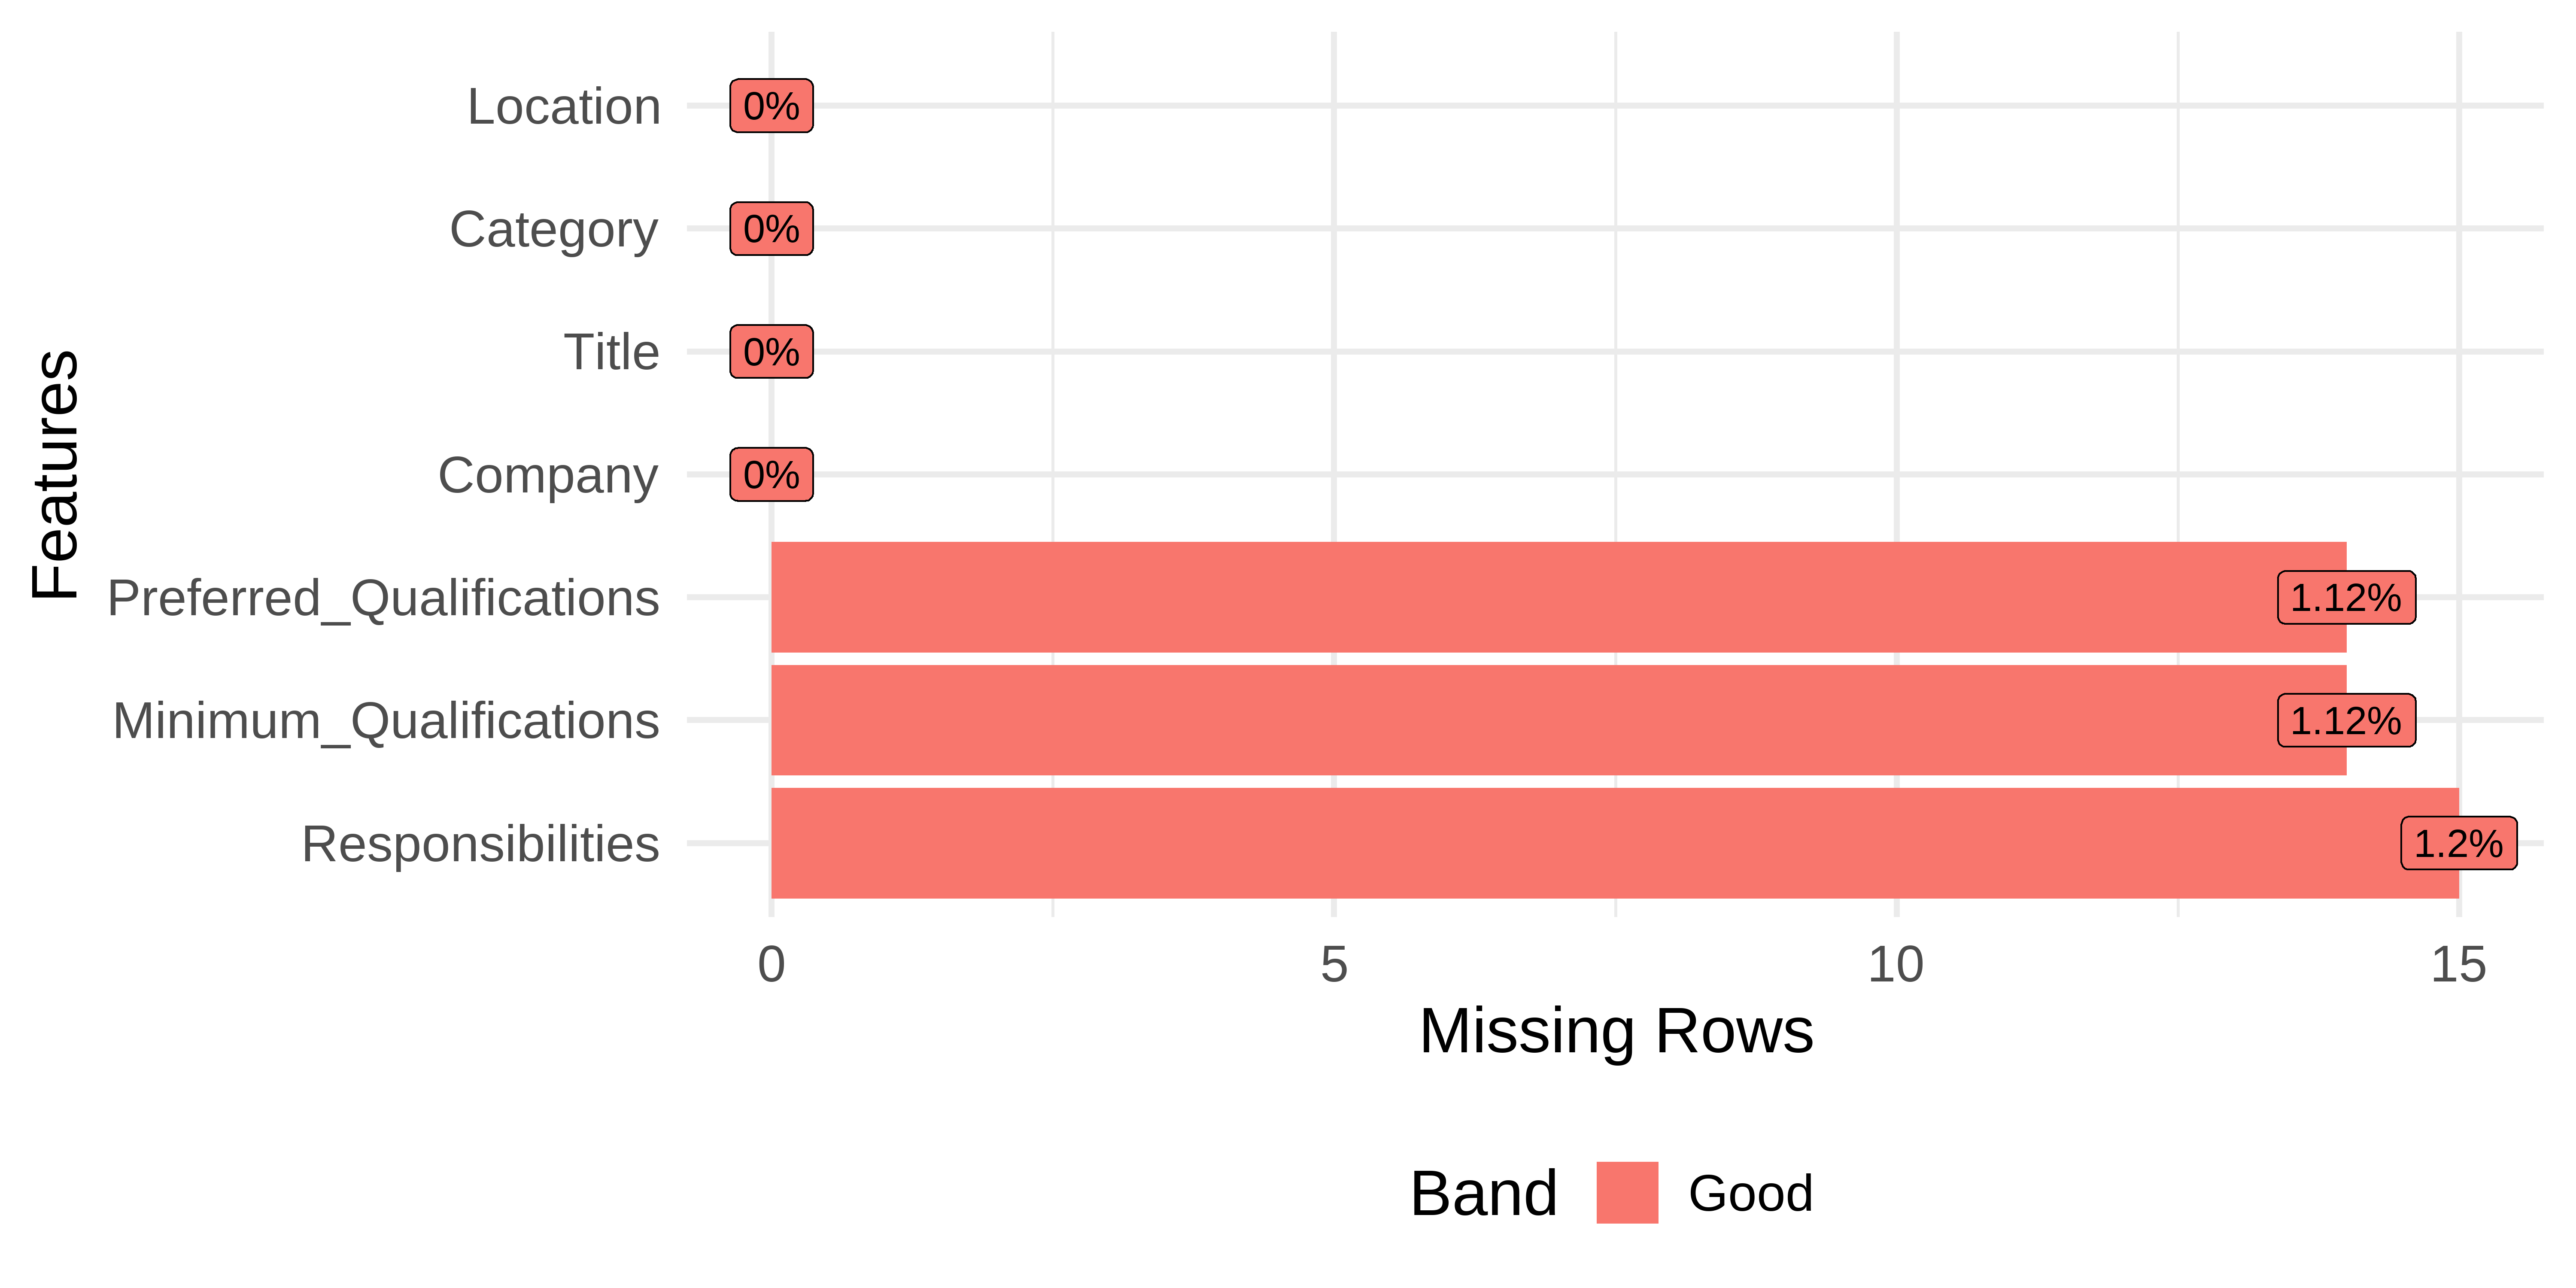 Features
Location 0%
Category 0%
Title 0%
Company 0%
Preferred_Qualifications 1.12%
Minimum_Qualifications 1.12%
Responsibilities 1.2%
0 5 10 15
Missing Rows
Band Good